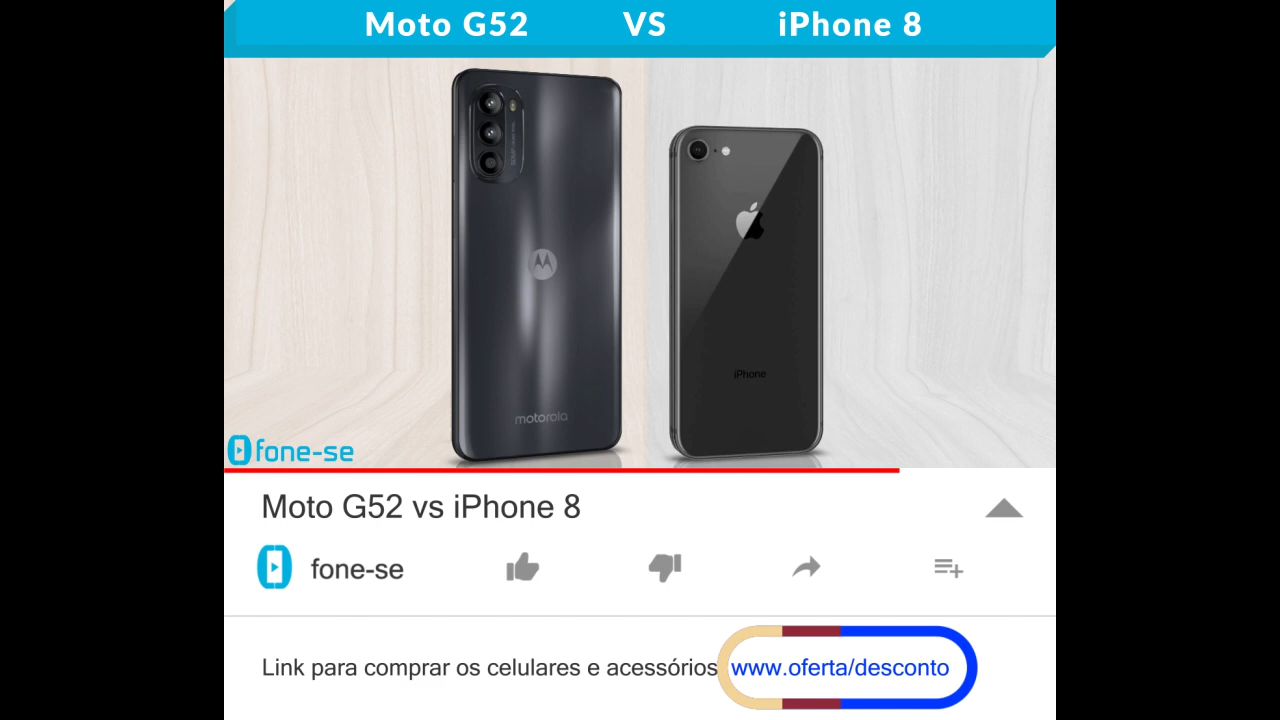 Moto G52 VS iPhone 8
motorola
iPhone
fone-se
Moto G52 vs iPhone 8
fone-se
Link para comprar os celulares e acessórios www.oferta/desconto